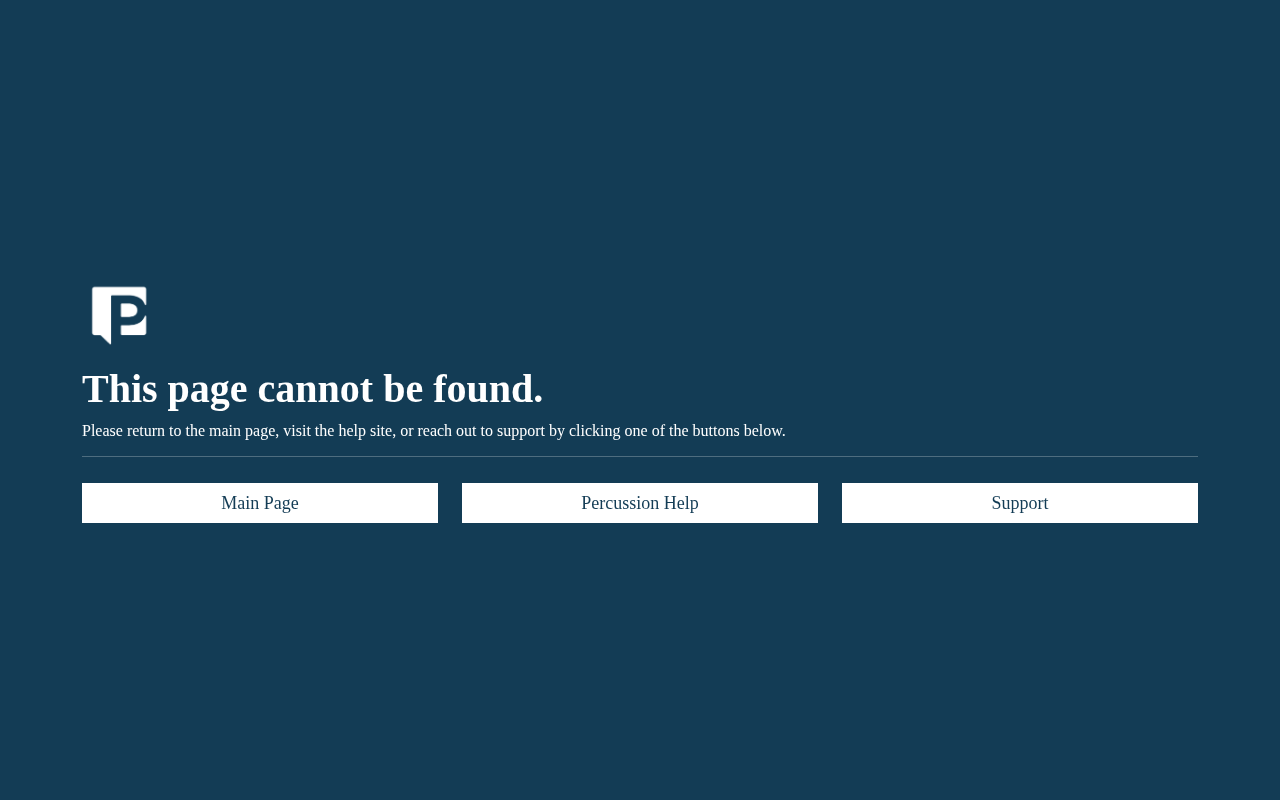 P
This page cannot be found.
Please return to the main page, visit the help site, or reach out to support by clicking one of the buttons below.
Main Page
Percussion Help
Support